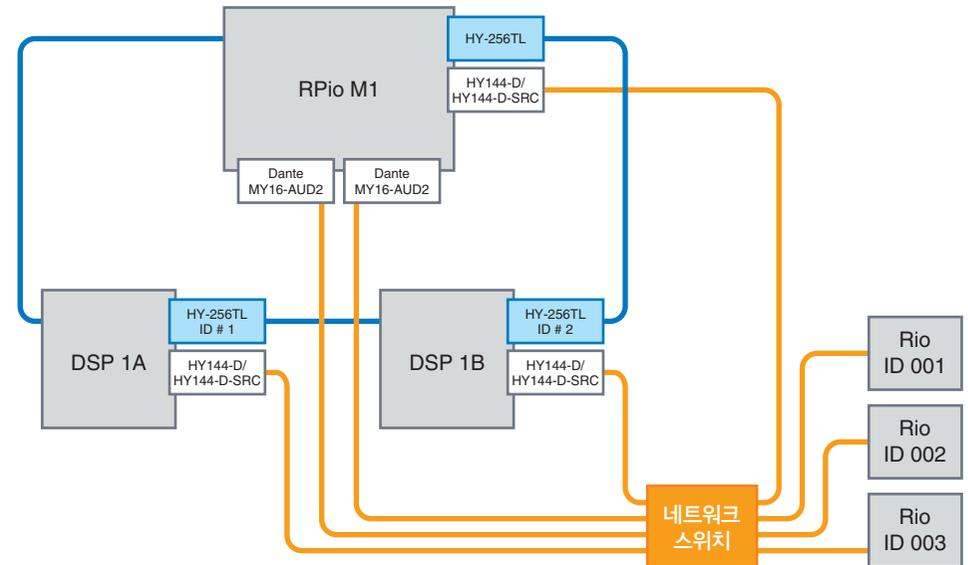 HY-256TL
RPio M1
HY144-D/
HY144-D-SRC
Dante
MY16-AUD2
Dante
MY16-AUD2
HY-256TL
ID # 1
DSP 1A
HY144-D/
HY144-D-SRC
HY-256TL
ID # 2
DSP 1B
HY144-D/
HY144-D-SRC
Rio
ID 001
Rio
ID 002
Rio
ID 003
네트워크
스위치